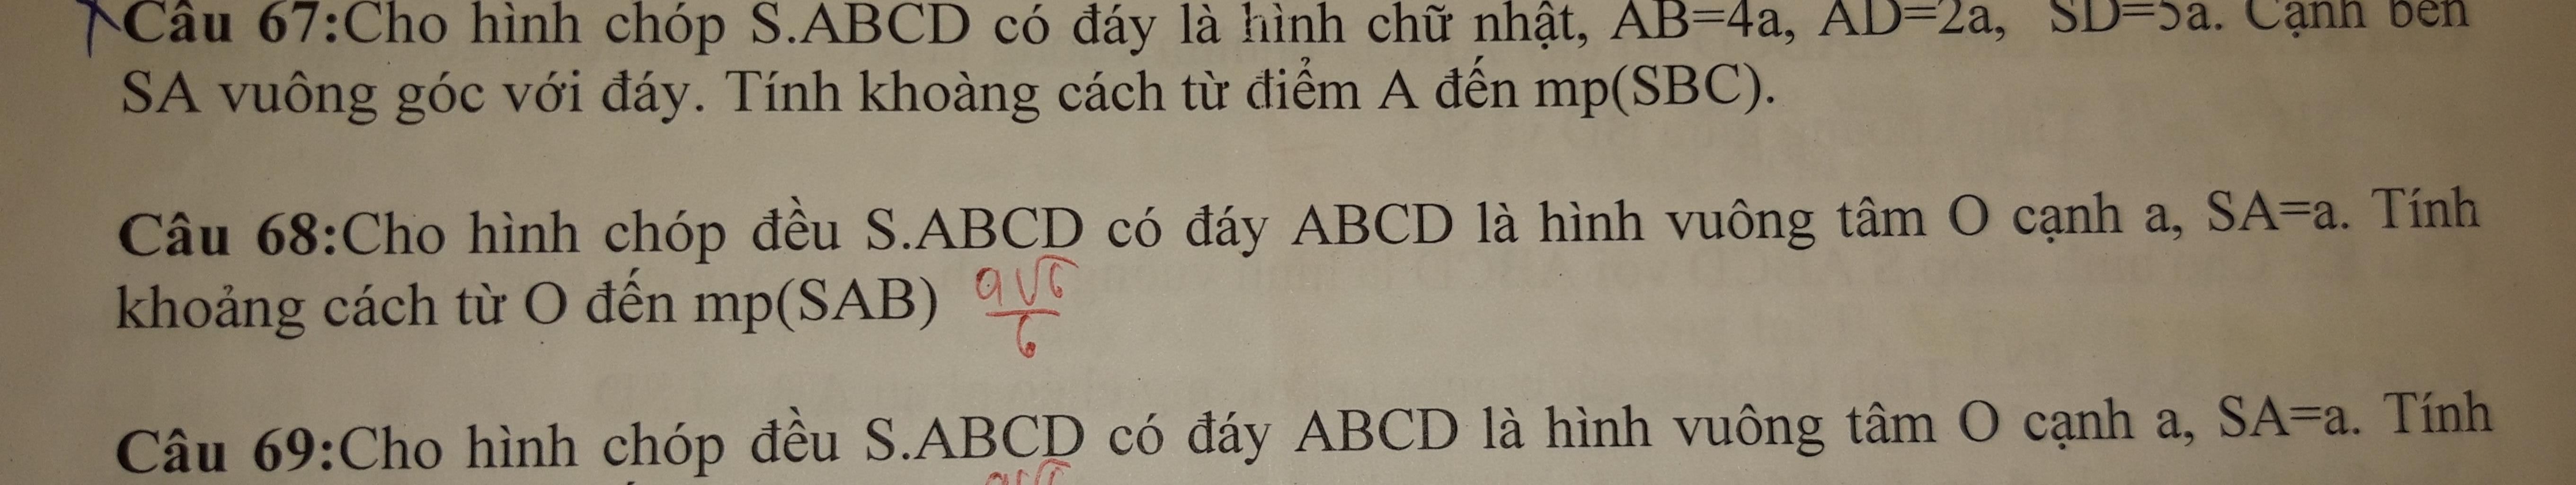 Câu 67:Cho hình chóp S.ABCD có đáy là hình chữ nhật, AB=4a, AD=2a, SD=5a. Cạnh bên
SA vuông góc với đáy. Tính khoàng cách từ điểm A đến mp(SBC).
Câu 68:Cho hình chóp đều S.ABCD có đáy ABCD là hình vuông tâm O cạnh a, SA=a. Tính
khoảng cách từ O đến mp(SAB) a√6/6
Câu 69:Cho hình chóp đều S.ABCD có đáy ABCD là hình vuông tâm O cạnh a, SA=a. Tính